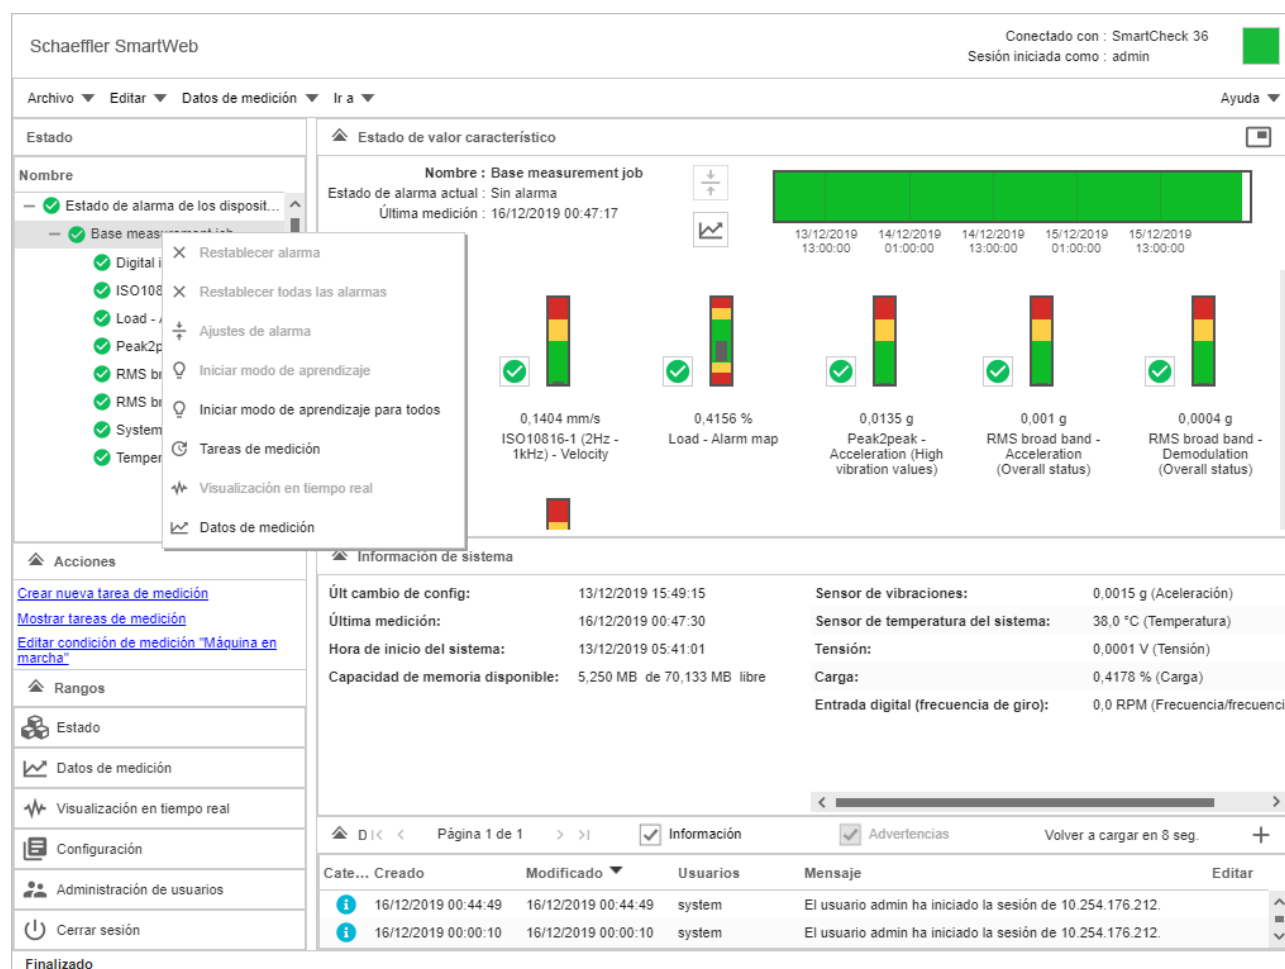 Schaeffler SmartWeb
Conectado con : SmartCheck 36
Sesión iniciada como : admin
Archivo Editar Datos de medición Ir a Ayuda
Estado
Nombre
Estado de alarma de los disposit...
Base measurement job
Digital i
ISO108
Load - A
Peak2p
RMS br
RMS br
System
Temper
Restablecer alarma
Restablecer todas las alarmas
Ajustes de alarma
Iniciar modo de aprendizaje
Iniciar modo de aprendizaje para todos
Tareas de medición
Visualización en tiempo real
Datos de medición
Estado de valor característico
Nombre : Base measurement job
Estado de alarma actual : Sin alarma
Última medición : 16/12/2019 00:47:17
13/12/2019 14/12/2019 14/12/2019 15/12/2019 15/12/2019
13:00:00 01:00:00 13:00:00 01:00:00 13:00:00
0,1404 mm/s
ISO10816-1 (2Hz -
1kHz) - Velocity
0,4156 %
Load - Alarm map
0,0135 g
Peak2peak -
Acceleration (High
vibration values)
0,001 g
RMS broad band -
Acceleration
(Overall status)
0,0004 g
RMS broad band -
Demodulation
(Overall status)
Acciones
Crear nueva tarea de medición
Mostrar tareas de medición
Editar condición de medición "Máquina en
marcha"
Rangos
Estado
Datos de medición
Visualización en tiempo real
Configuración
Administración de usuarios
Cerrar sesión
Información de sistema
Últ cambio de config: 13/12/2019 15:49:15
Última medición: 16/12/2019 00:47:30
Hora de inicio del sistema: 13/12/2019 05:41:01
Capacidad de memoria disponible: 5,250 MB de 70,133 MB libre
Sensor de vibraciones: 0,0015 g (Aceleración)
Sensor de temperatura del sistema: 38,0 °C (Temperatura)
Tensión: 0,0001 V (Tensión)
Carga: 0,4178 % (Carga)
Entrada digital (frecuencia de giro): 0,0 RPM (Frecuencia/frecuenci
D Página 1 de 1 Información Advertencias Volver a cargar en 8 seg.
Cate... Creado Modificado Usuarios Mensaje Editar
16/12/2019 00:44:49 16/12/2019 00:44:49 system El usuario admin ha iniciado la sesión de 10.254.176.212.
16/12/2019 00:00:10 16/12/2019 00:00:10 system El usuario admin ha iniciado la sesión de 10.254.176.212.
Finalizado